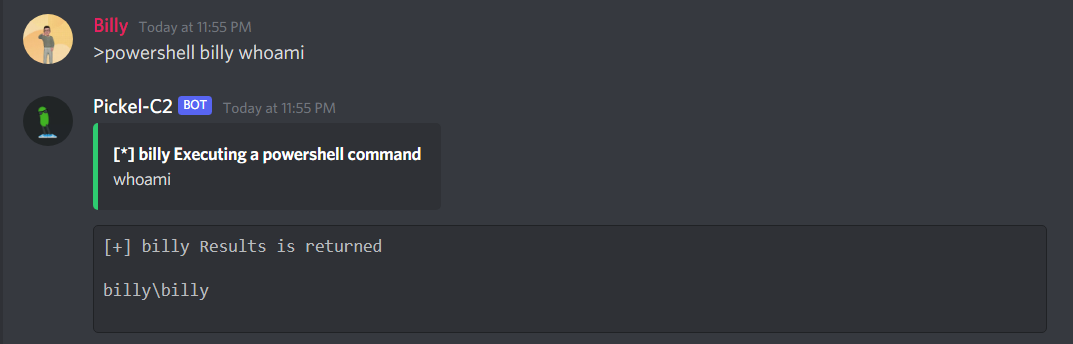 Billy Today at 11:55 PM
>powershell billy whoami
Pickel-C2 BOT Today at 11:55 PM
[*] billy Executing a powershell command
whoami
[+] billy Results is returned
billy\billy